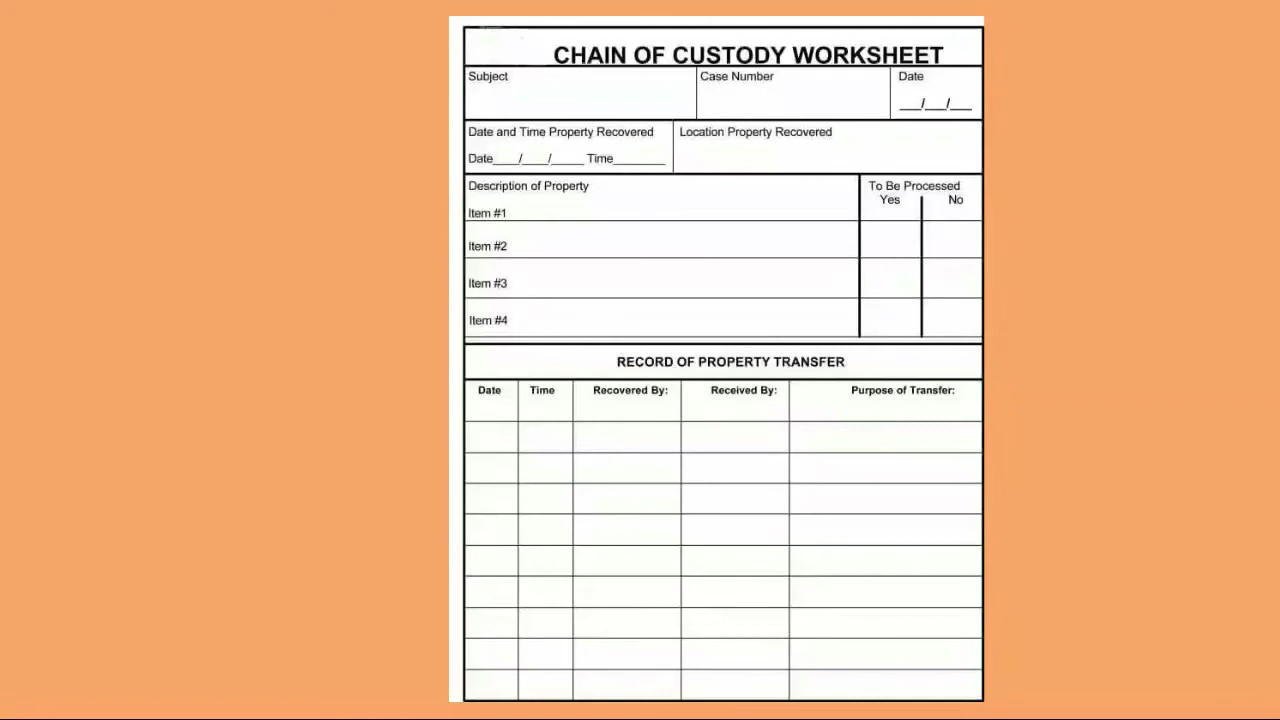 CHAIN OF CUSTODY WORKSHEET
Subject Case Number Date
___/___/___
Date and Time Property Recovered Location Property Recovered
Date____/____/_____ Time________
Description of Property To Be Processed
Yes No
Item #1
Item #2
Item #3
Item #4
RECORD OF PROPERTY TRANSFER
Date Time Recovered By: Received By: Purpose of Transfer: